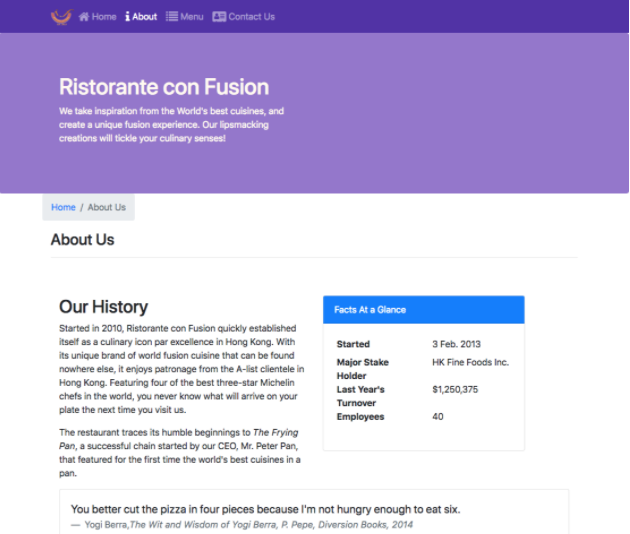 Home About Menu Contact Us
Ristorante con Fusion
We take inspiration from the World's best cuisines, and
create a unique fusion experience. Our lipsmacking
creations will tickle your culinary senses!
Home / About Us
About Us
Our History
Started in 2010, Ristorante con Fusion quickly established
itself as a culinary icon par excellence in Hong Kong. With
its unique brand of world fusion cuisine that can be found
nowhere else, it enjoys patronage from the A-list clientele in
Hong Kong. Featuring four of the best three-star Michelin
chefs in the world, you never know what will arrive on your
plate the next time you visit us.
The restaurant traces its humble beginnings to The Frying
Pan, a successful chain started by our CEO, Mr. Peter Pan,
that featured for the first time the world's best cuisines in a
pan.
Facts At a Glance
Started 3 Feb. 2013
Major Stake HK Fine Foods Inc.
Holder
Last Year's $1,250,375
Turnover
Employees 40
You better cut the pizza in four pieces because I'm not hungry enough to eat six.
— Yogi Berra,The Wit and Wisdom of Yogi Berra, P. Pepe, Diversion Books, 2014